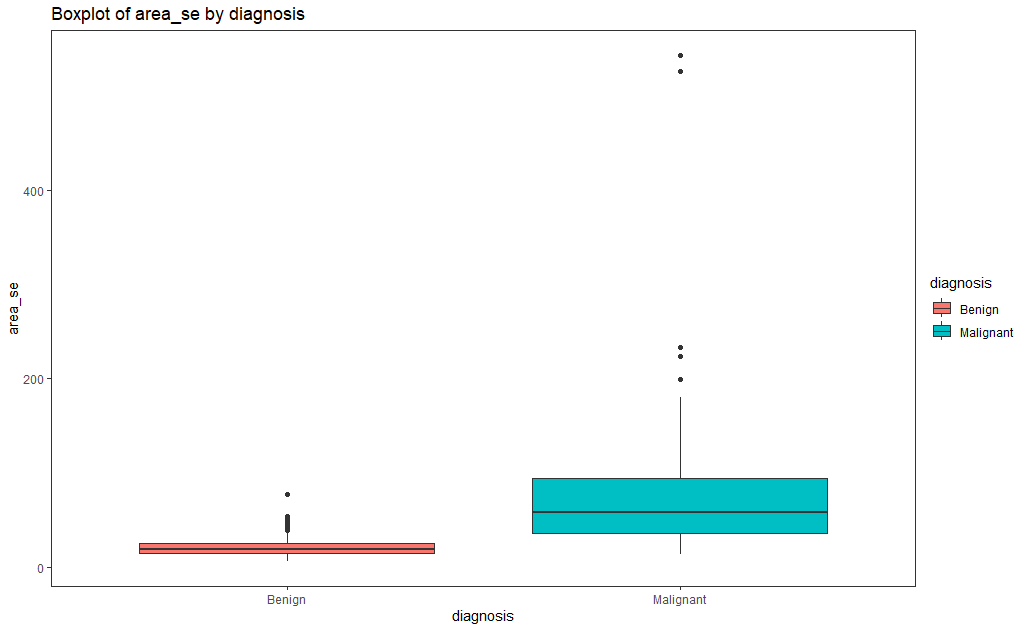 Boxplot of area_se by diagnosis
400
200
0
area_se
Benign
Malignant
diagnosis
diagnosis
Benign
Malignant